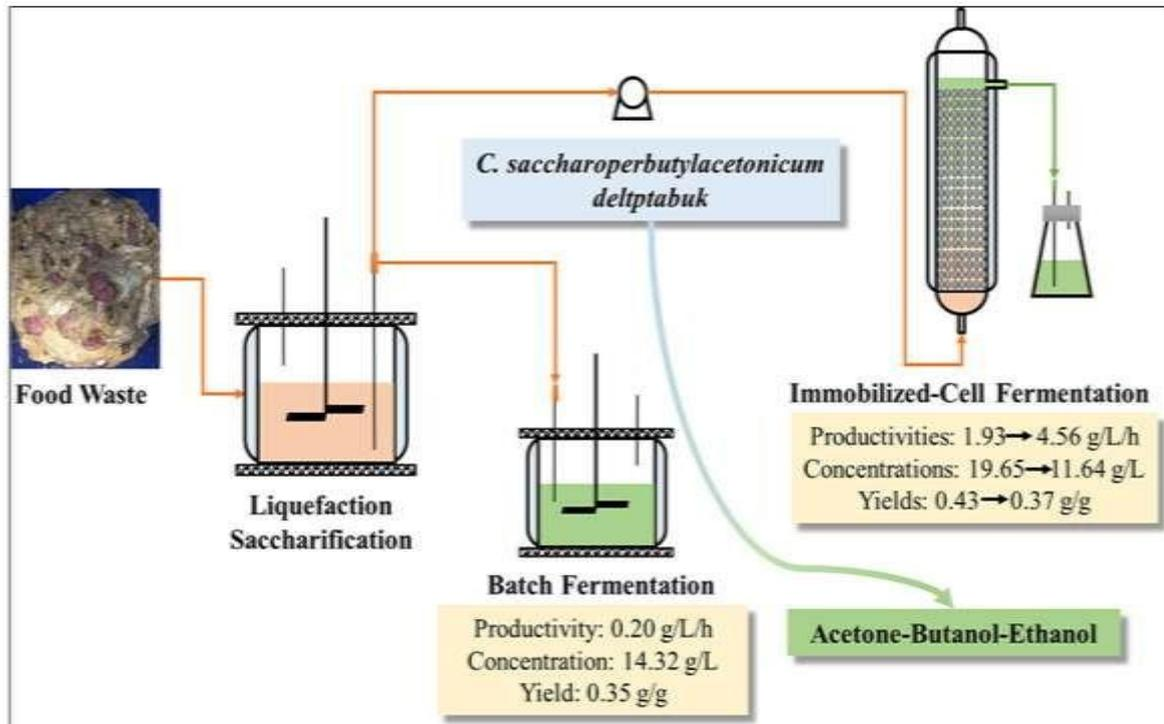 C. saccharoperbutylacetonicum
deltptabuk
Food Waste
Liquefaction
Saccharification
Batch Fermentation
Productivity: 0.20 g/L/h
Concentration: 14.32 g/L
Yield: 0.35 g/g
Immobilized-Cell Fermentation
Productivities: 1.93→4.56 g/L/h
Concentrations: 19.65→11.64 g/L
Yields: 0.43→0.37 g/g
Acetone-Butanol-Ethanol